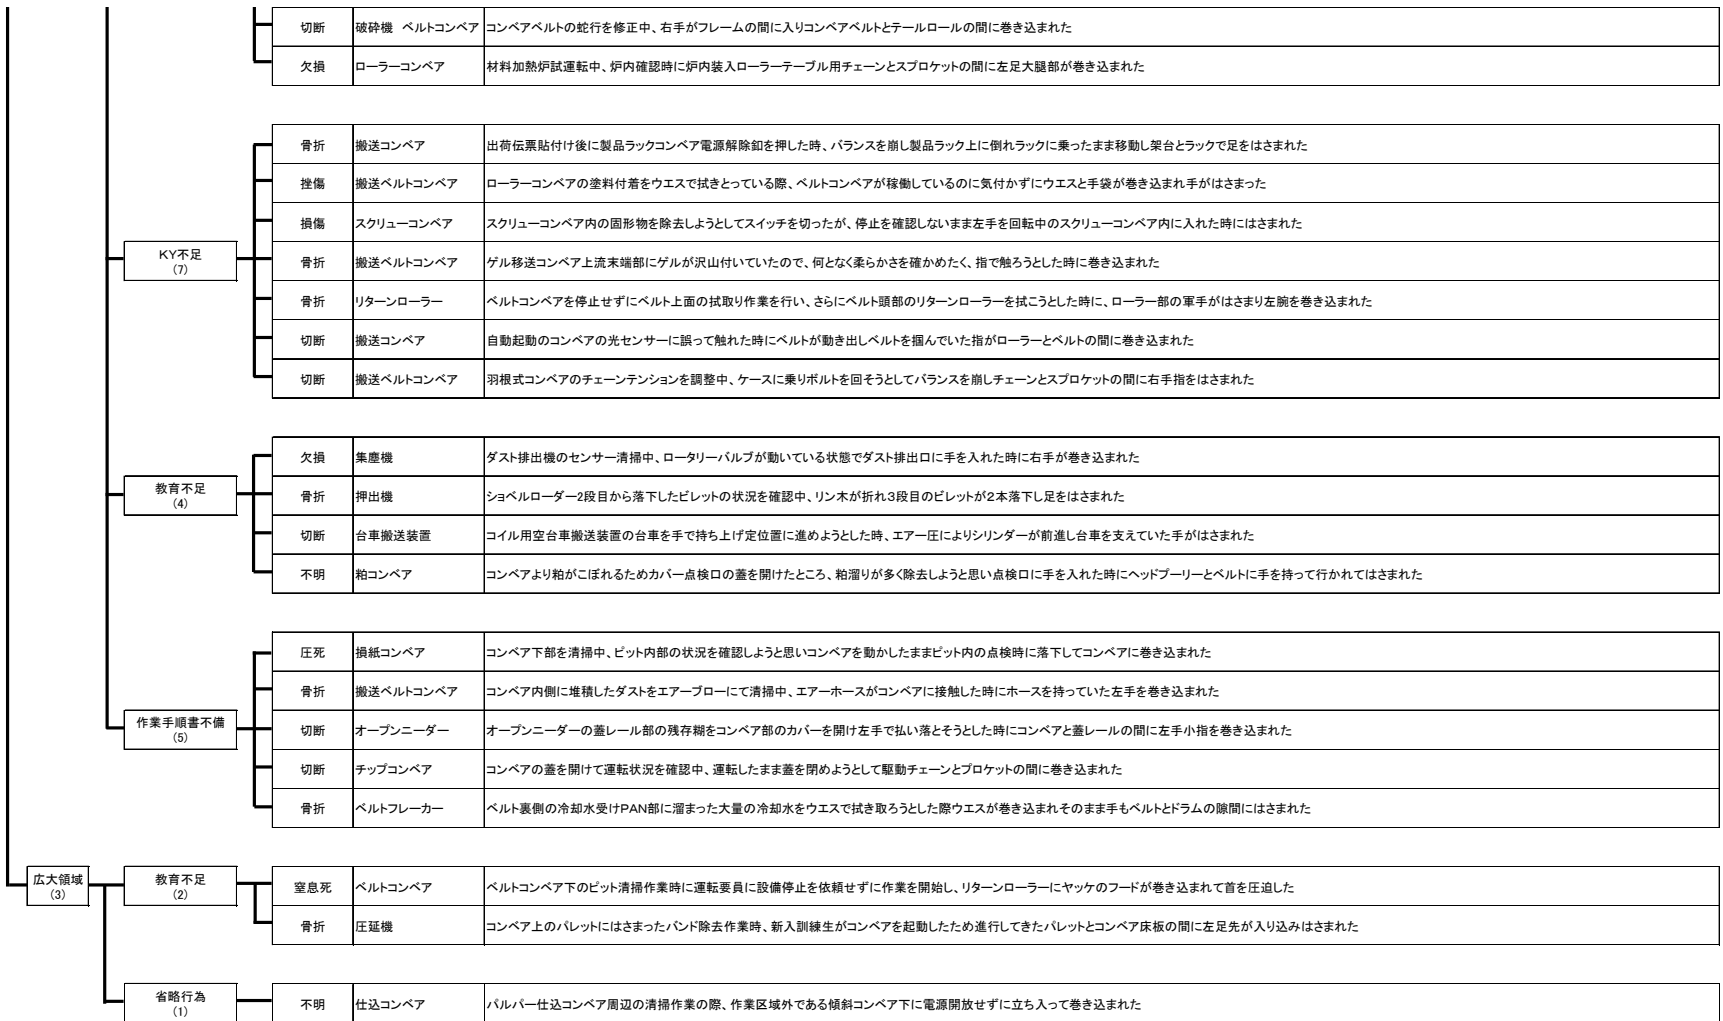 切断 破砕機 ベルトコンベア コンベアベルトの蛇行を修正中、右手がフレームの間に入りコンベアベルトとテールロールの間に巻き込まれた
欠損 ローラーコンベア 材料加熱炉試運転中、炉内確認時に炉内装入ローラーテーブル用チェーンとスプロケットの間に左足大腿部が巻き込まれた
KY不足
(7)
骨折 搬送コンベア 出荷伝票貼付け後に製品ラックコンベア電源解除釦を押した時、バランスを崩し製品ラック上に倒れラックに乗ったまま移動し架台とラックで足をはさまれた
挫傷 搬送ベルトコンベア ローラーコンベアの塗料付着をウエスで拭きとっている際、ベルトコンベアが稼働しているのに気付かずにウエスと手袋が巻き込まれ手がはさまった
損傷 スクリューコンベア スクリューコンベア内の固形物を除去しようとしてスイッチを切ったが、停止を確認しないまま左手を回転中のスクリューコンベア内に入れた時にはさまれた
骨折 搬送ベルトコンベア ゲル移送コンベア上流末端部にゲルが沢山付いていたので、何となく柔らかさを確かめたく、指で触ろうとした時に巻き込まれた
骨折 リターンローラー ベルトコンベアを停止せずにベルト上面の拭取り作業を行い、さらにベルト頭部のリターンローラーを拭こうとした時に、ローラー部の軍手がはさまり左腕を巻き込まれた
切断 搬送コンベア 自動起動のコンベアの光センサーに誤って触れた時にベルトが動き出しベルトを掴んでいた指がローラーとベルトの間に巻き込まれた
切断 搬送ベルトコンベア 羽根式コンベアのチェーンテンションを調整中、ケースに乗りボルトを回そうとしてバランスを崩しチェーンとスプロケットの間に右手指をはさまれた
教育不足
(4)
欠損 集塵機 ダスト排出機のセンサー清掃中、ロータリーバルブが動いている状態でダスト排出口に手を入れた時に右手が巻き込まれた
骨折 押出機 ショベルローダー2段目から落下したビレットの状況を確認中、リン木が折れ3段目のビレットが2本落下し足をはさまれた
切断 台車搬送装置 コイル用空台車搬送装置の台車を手で持ち上げ定位置に進めようとした時、エアー圧によりシリンダーが前進し台車を支えていた手がはさまれた
不明 粕コンベア コンベアより粕がこぼれるためカバー点検口の蓋を開けたところ、粕溜りが多く除去しようと思い点検口に手を入れた時にヘッドプーリーとベルトに手を持って行かれてはさまれた
作業手順書不備
(5)
圧死 損紙コンベア コンベア下部を清掃中、ピット内部の状況を確認しようと思いコンベアを動かしたままピット内の点検時に落下してコンベアに巻き込まれた
骨折 搬送ベルトコンベア コンベア内側に堆積したダストをエアーブローにて清掃中、エアーホースがコンベアに接触した時にホースを持っていた左手を巻き込まれた
切断 オープンニーダー オープンニーダーの蓋レール部の残存糊をコンベア部のカバーを開け左手で払い落とそうとした時にコンベアと蓋レールの間に左手小指を巻き込まれた
切断 チップコンベア コンベアの蓋を開けて運転状況を確認中、運転したまま蓋を閉めようとして駆動チェーンとプロケットの間に巻き込まれた
骨折 ベルトフレーカー ベルト裏側の冷却水受けPAN部に溜まった大量の冷却水をウエスで拭き取ろうとした際ウエスが巻き込まれそのまま手もベルトとドラムの隙間にはさまれた
広大領域
(3)
教育不足
(2)
窒息死 ベルトコンベア ベルトコンベア下のピット清掃作業時に運転要員に設備停止を依頼せずに作業を開始し、リターンローラーにヤッケのフードが巻き込まれて首を圧迫した
骨折 圧延機 コンベア上のパレットにはさまったバンド除去作業時、新入訓練生がコンベアを起動したため進行してきたパレットとコンベア床板の間に左足先が入り込みはさまれた
省略行為
(1)
不明 仕込コンベア パルパー仕込コンベア周辺の清掃作業の際、作業区域外である傾斜コンベア下に電源開放せずに立ち入って巻き込まれた